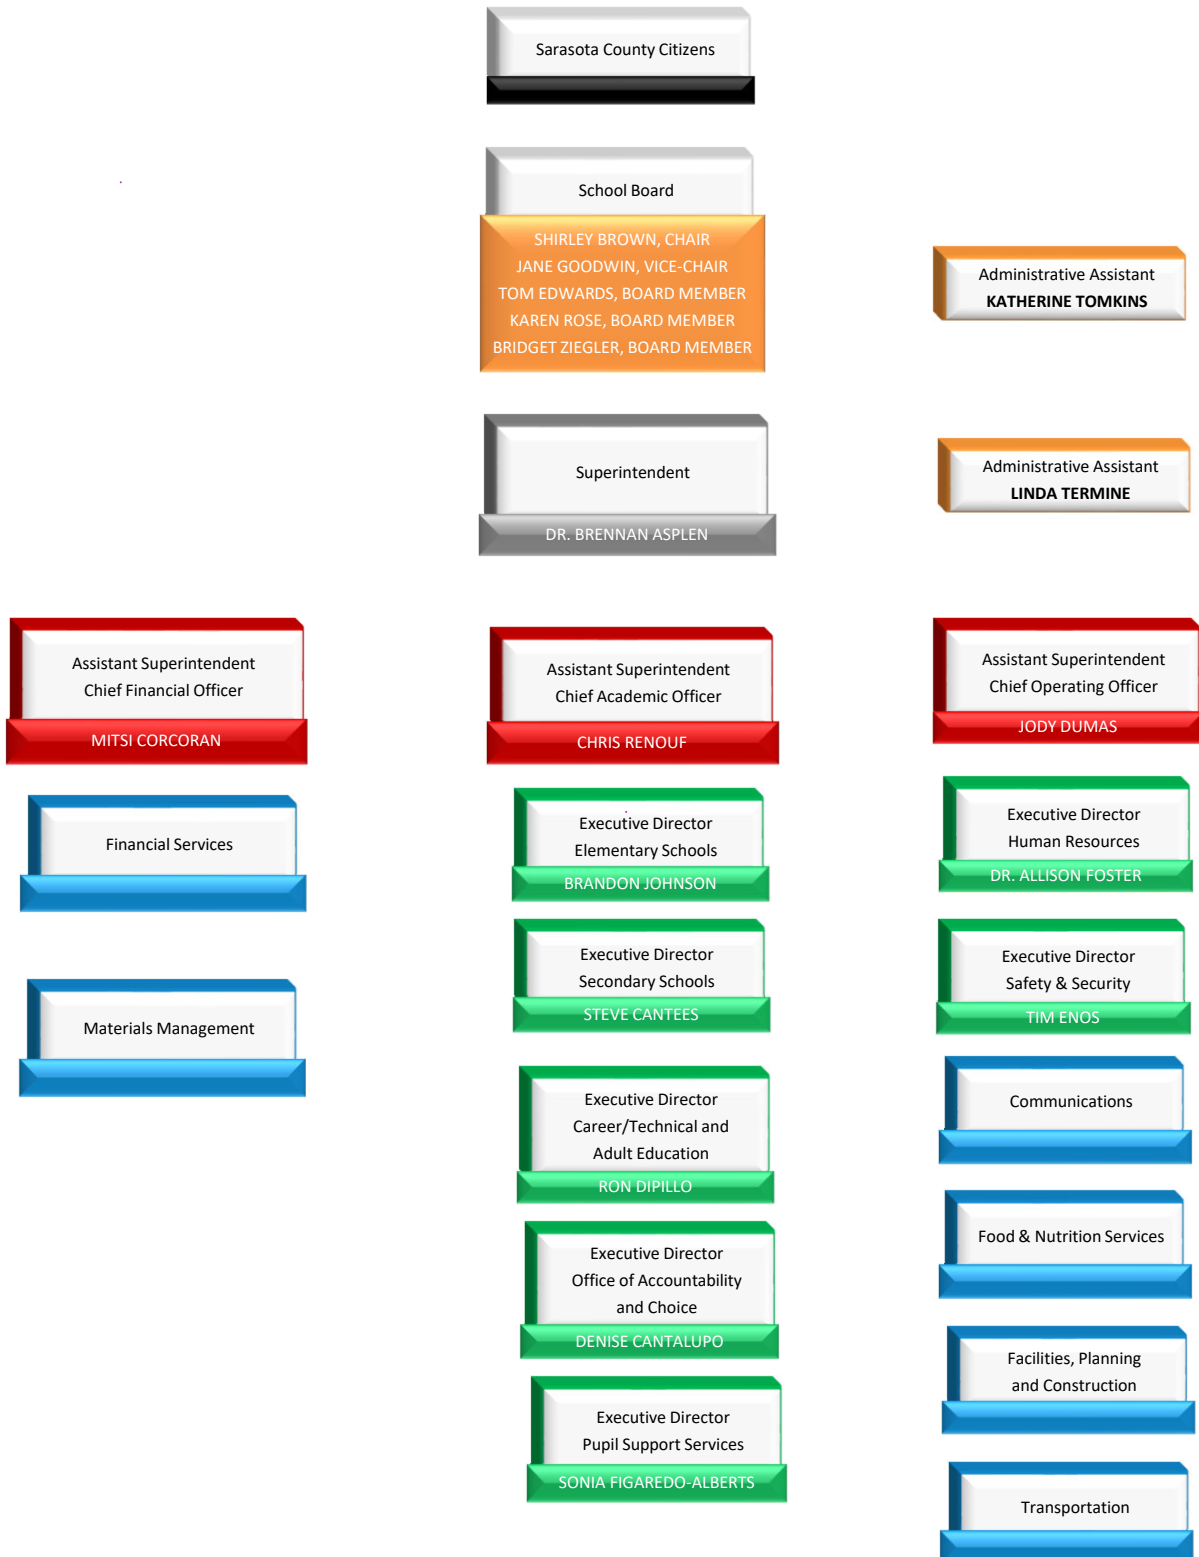 Sarasota County Citizens
School Board
SHIRLEY BROWN, CHAIR
JANE GOODWIN, VICE-CHAIR
TOM EDWARDS, BOARD MEMBER
KAREN ROSE, BOARD MEMBER
BRIDGET ZIEGLER, BOARD MEMBER
Administrative Assistant
KATHERINE TOMKINS
Superintendent
DR. BRENNAN ASPLEN
Administrative Assistant
LINDA TERMINE
Assistant Superintendent
Chief Financial Officer
MITSI CORCORAN
Financial Services
Materials Management
Assistant Superintendent
Chief Academic Officer
CHRIS RENOUF
Executive Director
Elementary Schools
BRANDON JOHNSON
Executive Director
Secondary Schools
STEVE CANTEES
Executive Director
Career/Technical and
Adult Education
RON DIPILLO
Executive Director
Office of Accountability
and Choice
DENISE CANTALUPO
Executive Director
Pupil Support Services
SONIA FIGAREDO-ALBERTS
Assistant Superintendent
Chief Operating Officer
JODY DUMAS
Executive Director
Human Resources
DR. ALLISON FOSTER
Executive Director
Safety & Security
TIM ENOS
Communications
Food & Nutrition Services
Facilities, Planning
and Construction
Transportation